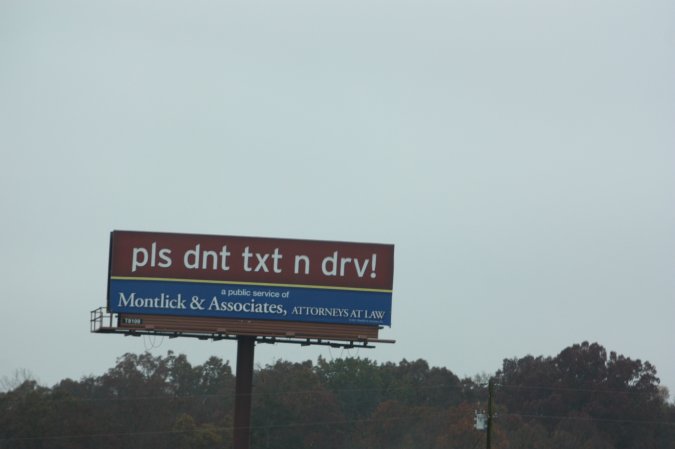 pls dnt txt n drv!
a public service of
Montlick & Associates, ATTORNEYS AT LAW